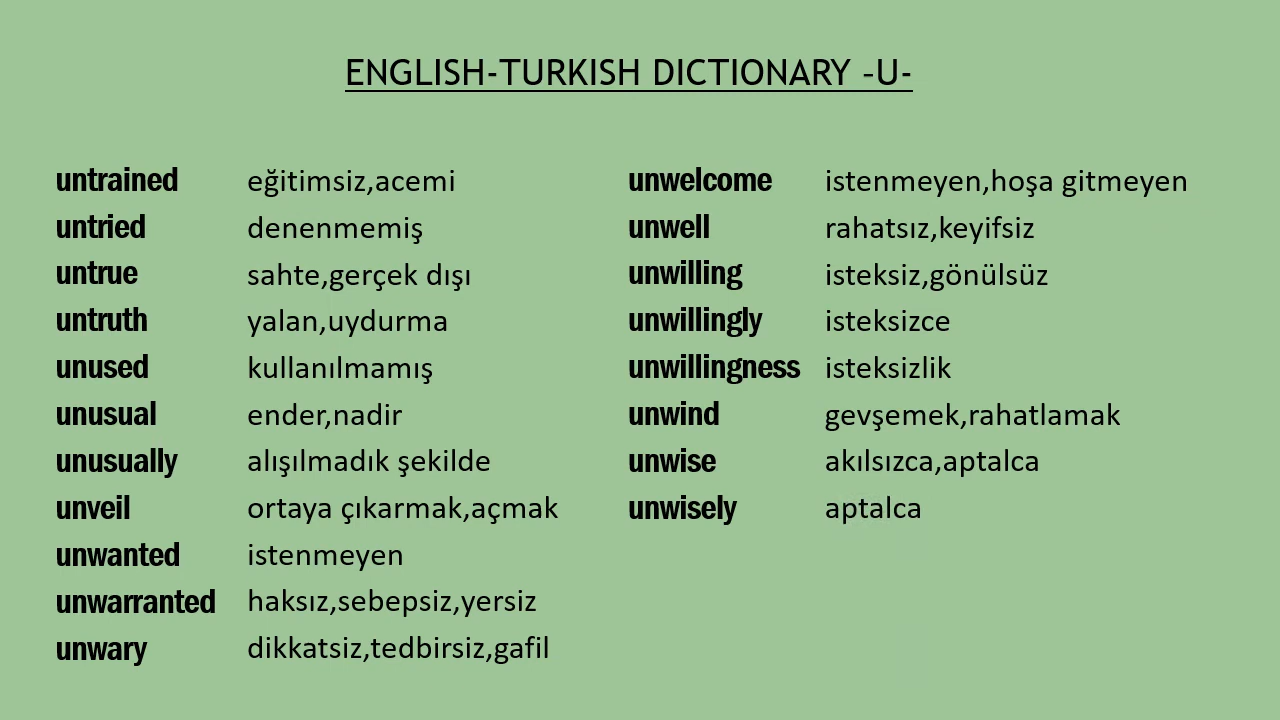 ENGLISH-TURKISH DICTIONARY –U-
untrained eğitimsiz,acemi
untried denenmemiş
untrue sahte,gerçek dışı
untruth yalan,uydurma
unused kullanılmamış
unusual ender,nadir
unusually alışılmadık şekilde
unveil ortaya çıkarmak,açmak
unwanted istenmeyen
unwarranted haksız,sebepsiz,yersiz
unwary dikkatsiz,tedbirsiz,gafil
unwelcome istenmeyen,hoşa gitmeyen
unwell rahatsız,keyifsiz
unwilling isteksiz,gönülsüz
unwillingly isteksizce
unwillingness isteksizlik
unwind gevşemek,rahatlamak
unwise akılsızca,aptalca
unwisely aptalca